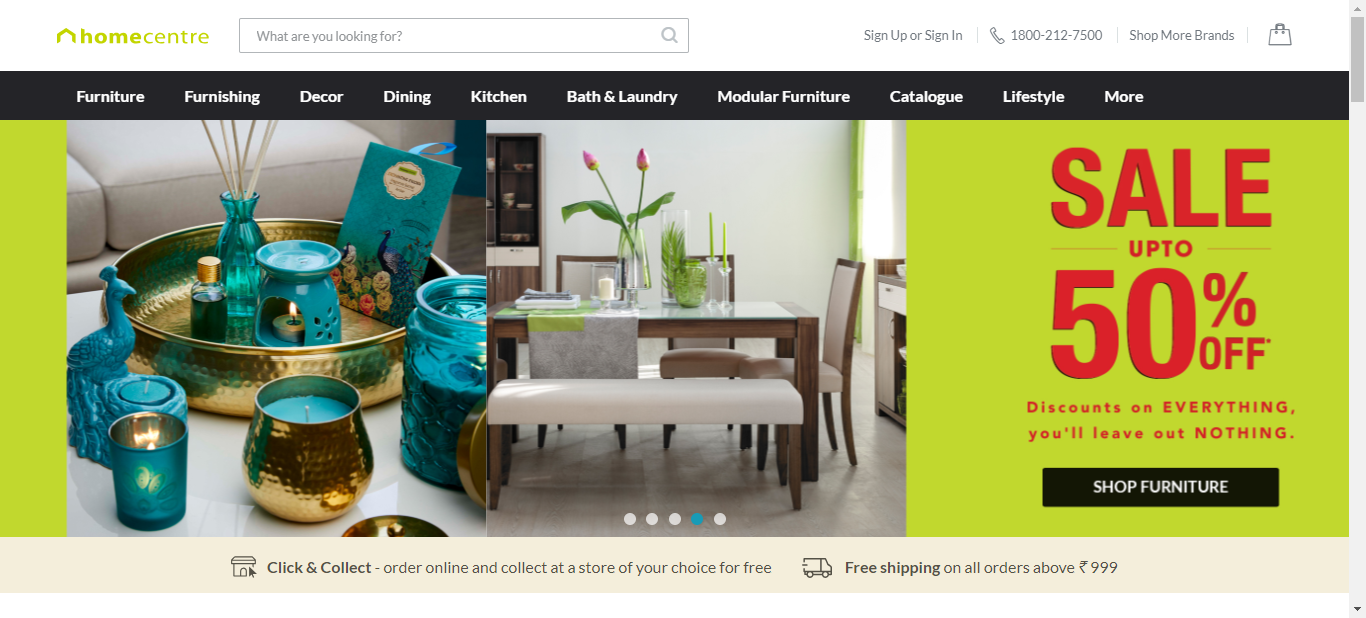 homecentre
What are you looking for?
Sign Up or Sign In
1800-212-7500
Shop More Brands
Furniture
Furnishing
Decor
Dining
Kitchen
Bath & Laundry
Modular Furniture
Catalogue
Lifestyle
More
SALE
UPTO
50%
OFF*
Discounts on EVERYTHING,
you'll leave out NOTHING.
SHOP FURNITURE
Click & Collect - order online and collect at a store of your choice for free
Free shipping on all orders above ₹ 999